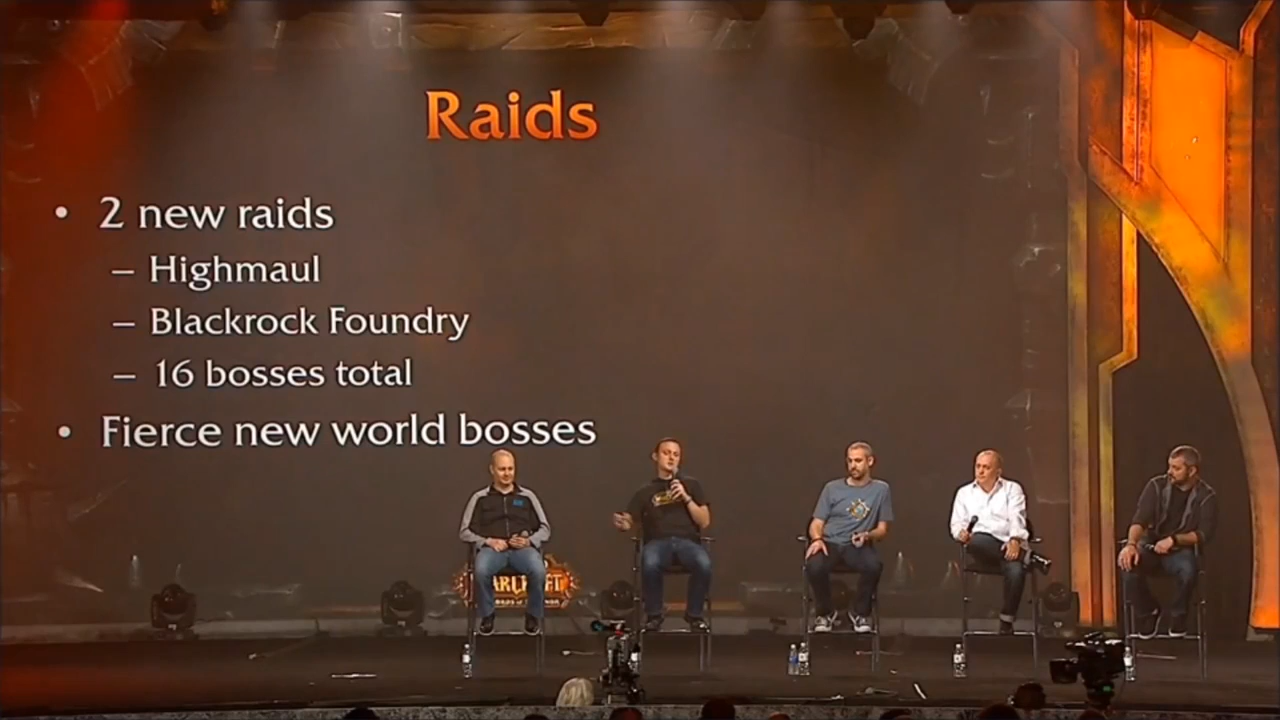 Raids
• 2 new raids
– Highmaul
– Blackrock Foundry
– 16 bosses total
• Fierce new world bosses